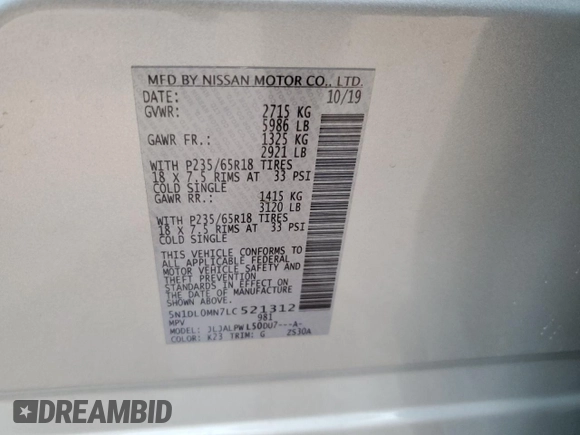 MFD BY NISSAN MOTOR CO., LTD.
DATE: 10/19
GVWR: 2715 KG
5986 LB
GAWR FR.: 1325 KG
2921 LB
WITH P235/65R18 TIRES
18 X 7.5 RIMS AT 33 PSI
COLD SINGLE
GAWR RR.: 1415 KG
3120 LB
WITH P235/65R18 TIRES
18 X 7.5 RIMS AT 33 PSI
COLD SINGLE
THIS VEHICLE CONFORMS TO
ALL APPLICABLE FEDERAL
MOTOR VEHICLE SAFETY AND
THEFT PREVENTION
STANDARDS IN EFFECT ON
THE DATE OF MANUFACTURE
SHOWN ABOVE.
5N1DL0MN7LC521312
MPV 981
MODEL: JLJALPWL50DU7---A-
COLOR: K23 TRIM: G 2S30A
DREAMBID